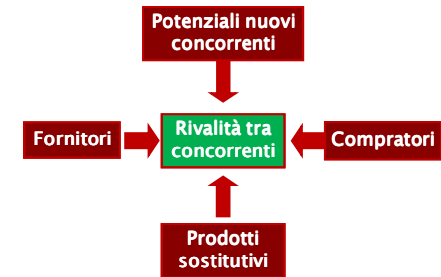 Potenziali nuovi
concorrenti
Fornitori
Rivalità tra
concorrenti
Compratori
Prodotti
sostitutivi